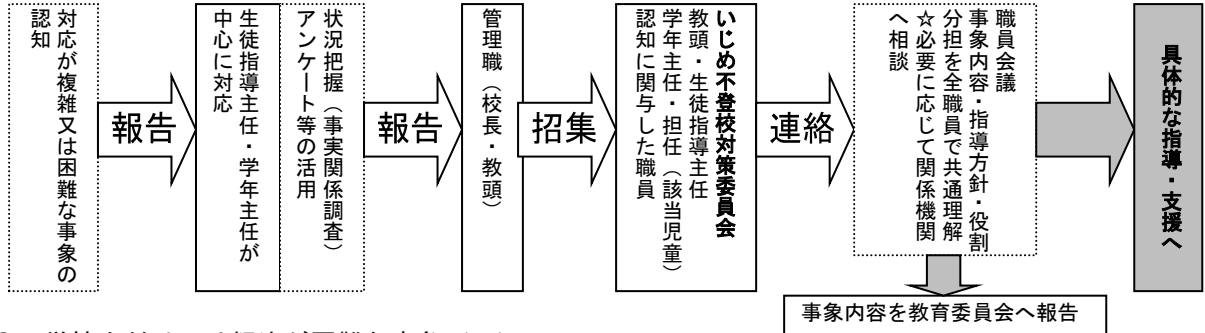 対応が複雑又は困難な事象の
認知
報告
生徒指導主任・学年主任が
中心に対応
状況把握（事実関係調査）
アンケート等の活用
報告
管理職（校長・教頭）
招集
いじめ不登校対策委員会
教頭・生徒指導主任
学年主任・担任（該当児童）
認知に関与した職員
連絡
職員会議
事象内容・指導方針・役割
分担を全職員で共通理解
☆必要に応じて関係機関
へ相談
具体的な指導・支援へ
事象内容を教育委員会へ報告